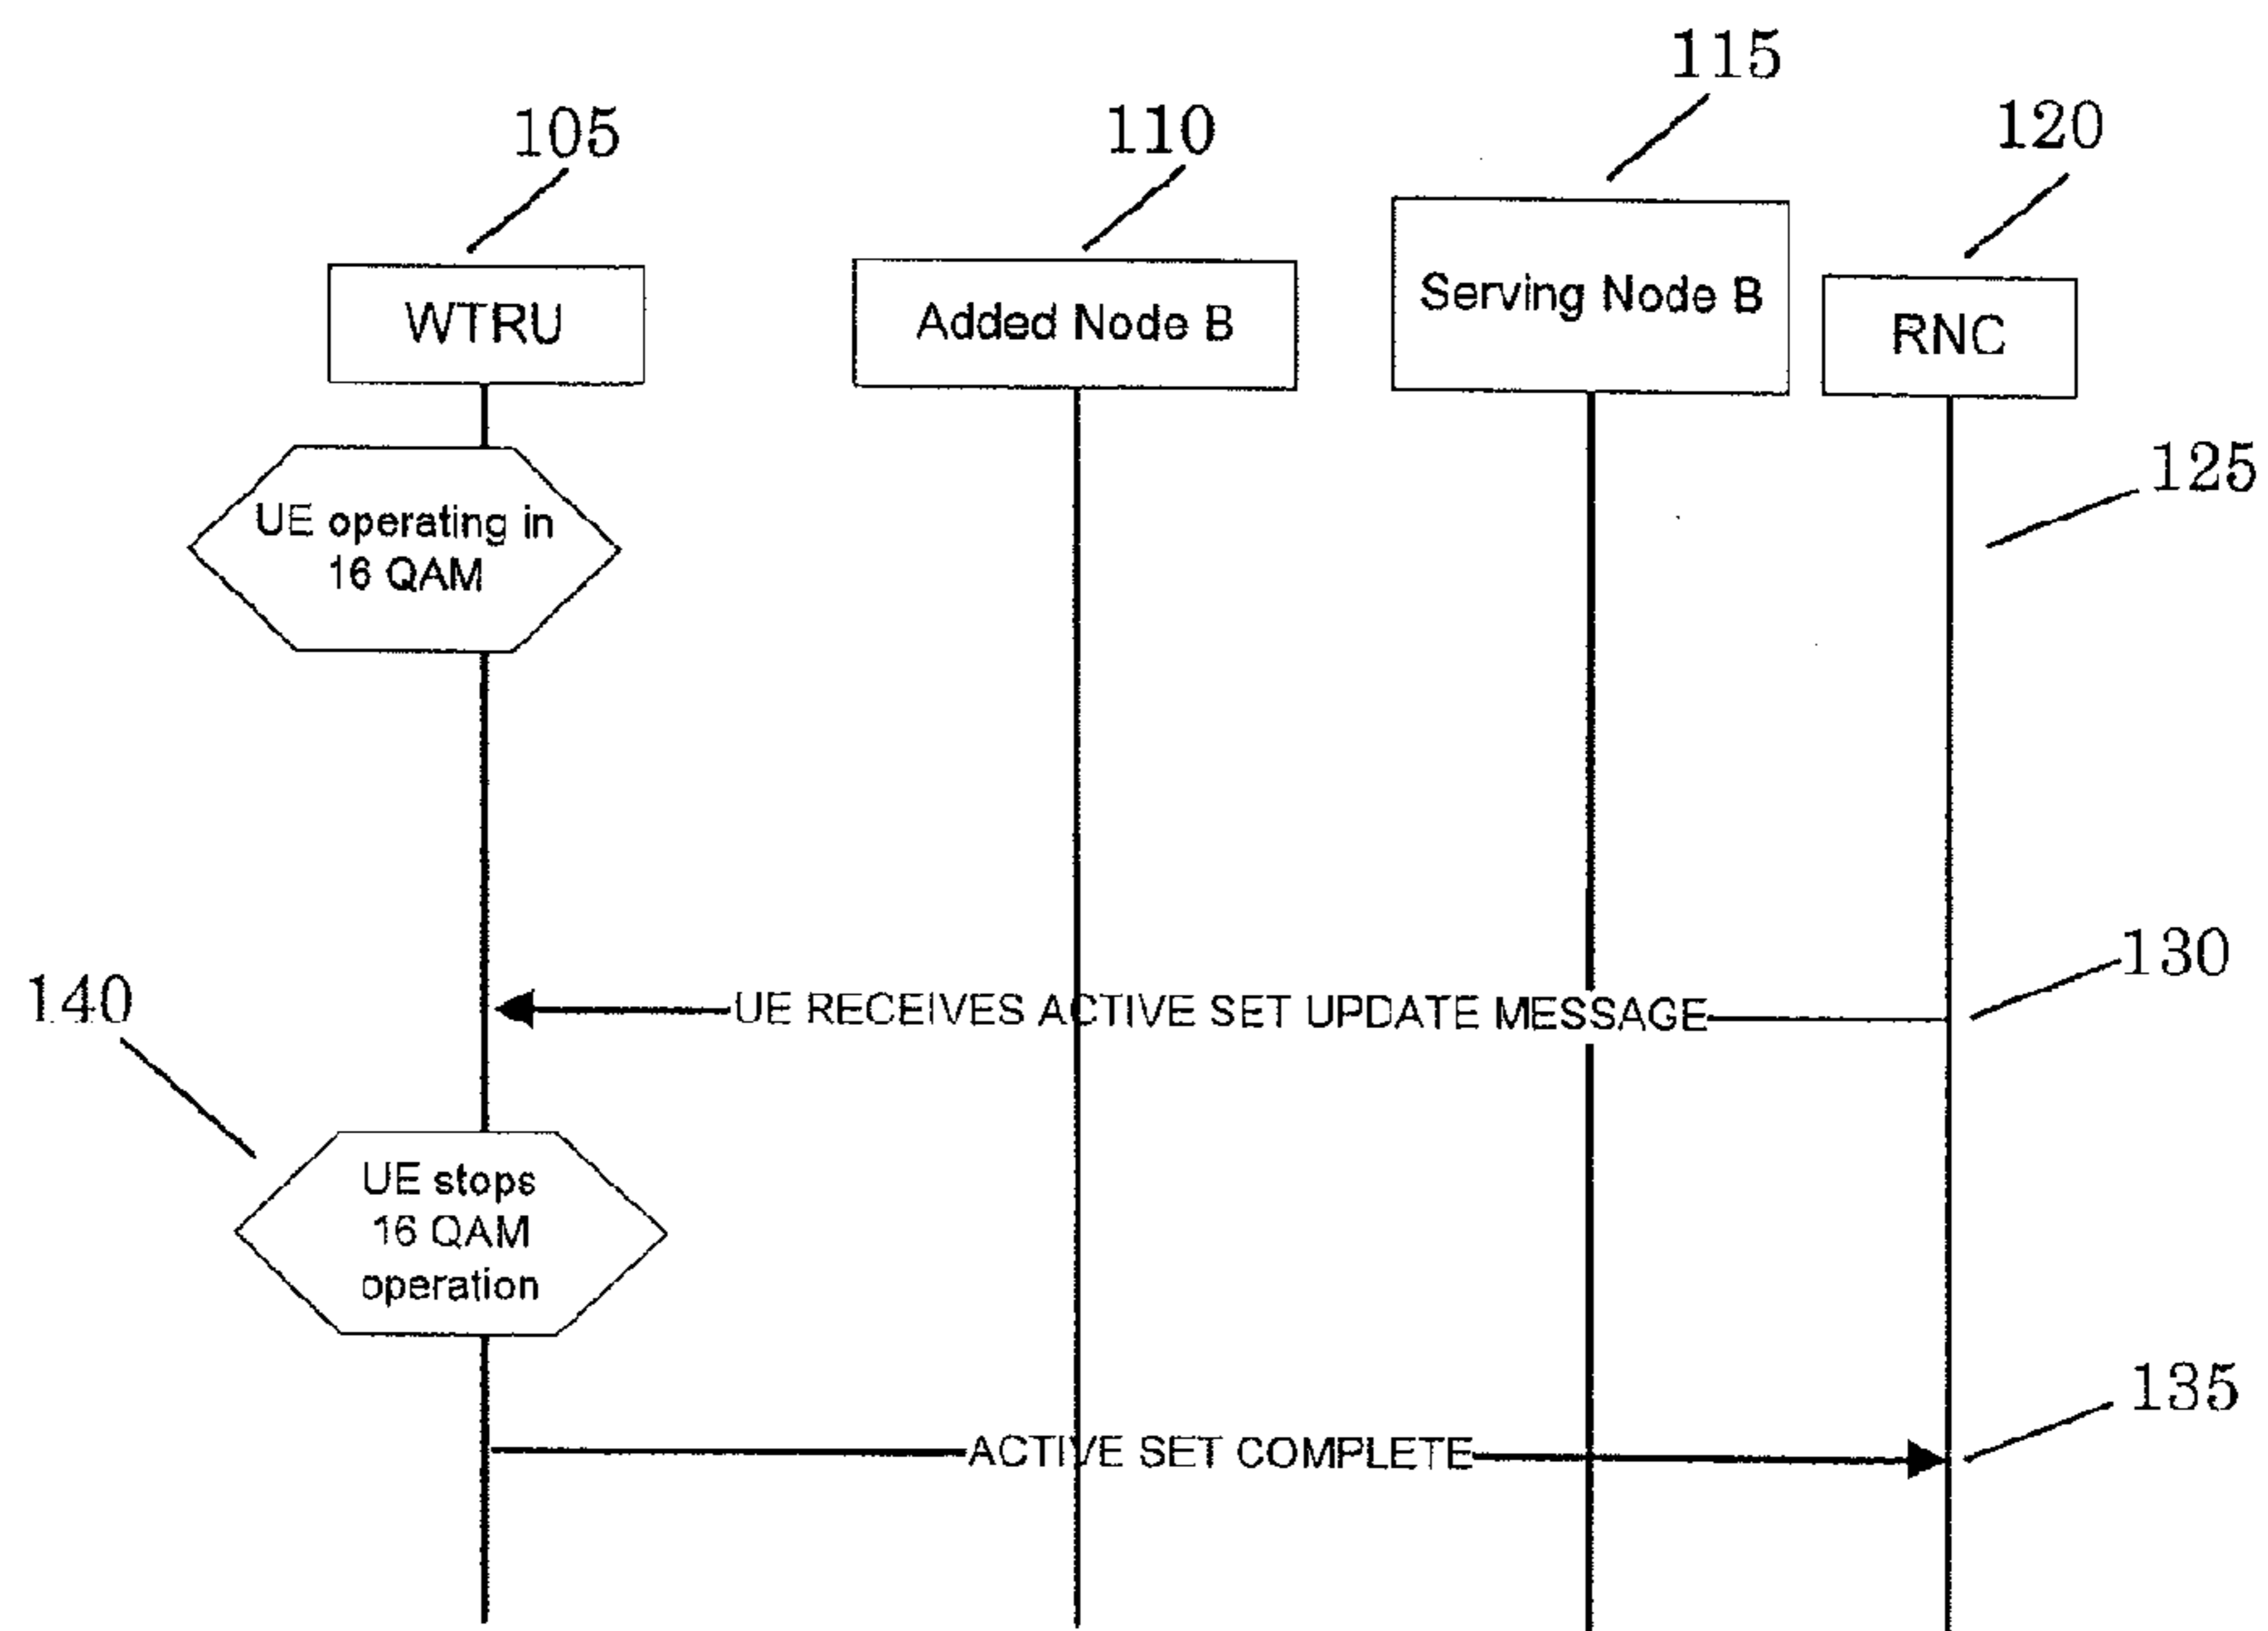 115
105
110
120
WTRU
Added Node B
Serving Node B
RNC
125
UE operating in
16 QAM
130
140
UE RECEIVES ACTIVE SET UPDATE MESSAGE
UE stops
16 QAM
operation
135
ACTIVE SET COMPLETE